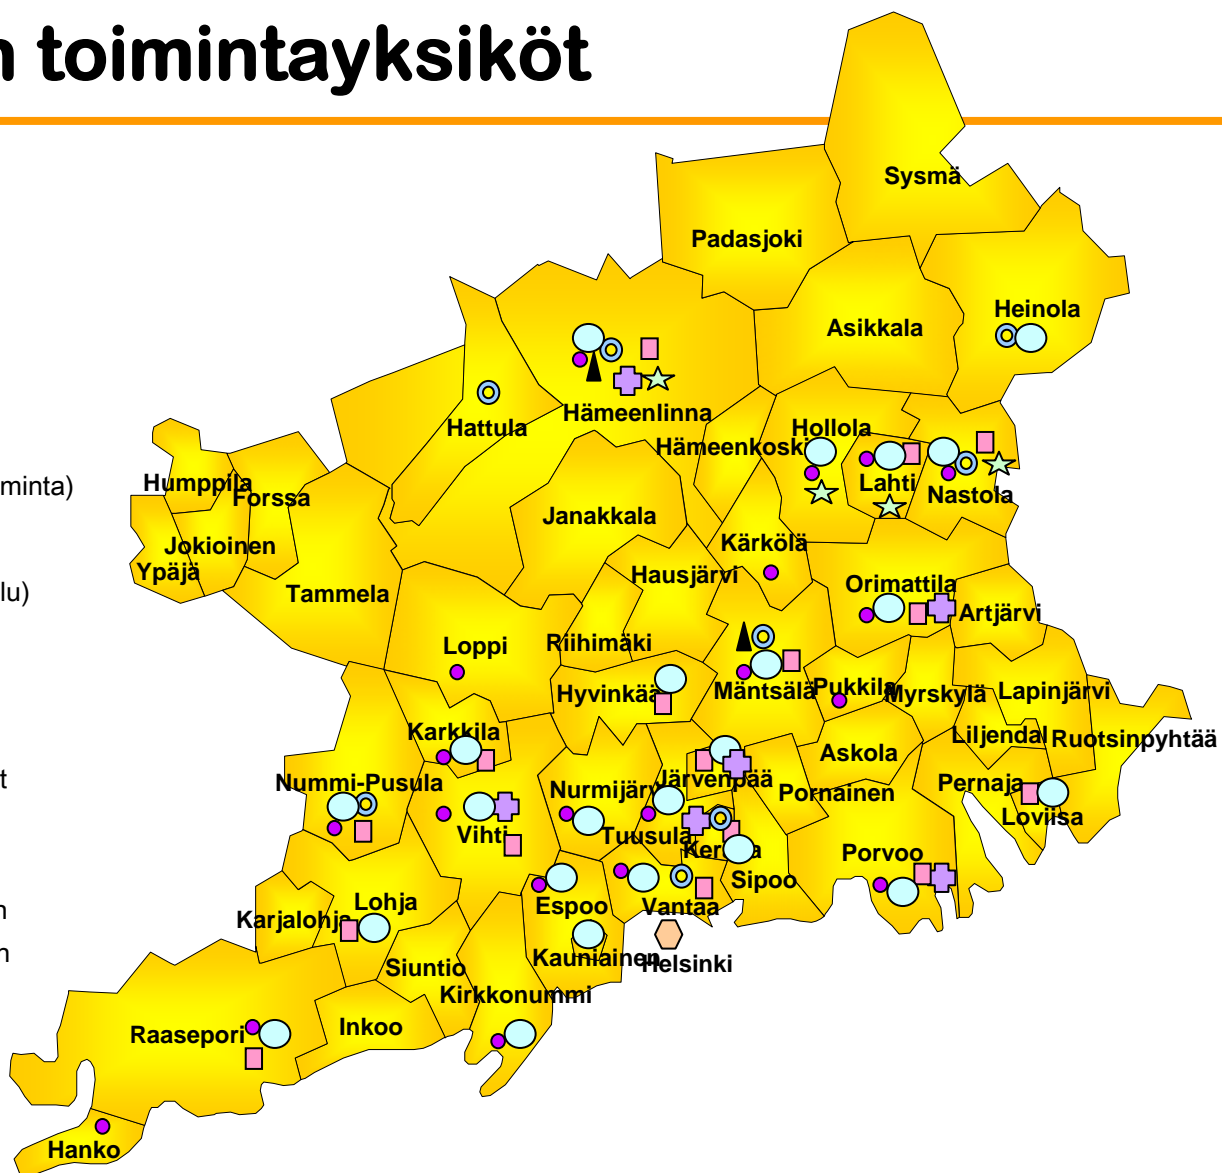 n toimintayksiköt
Sysmä
Padasjoki
Heinola
Asikkala
Hämeenlinna
Hattula
Hollola
Hämeenkoski
Lahti
Nastola
minta)
Humppila
Forssa
Janakkala
Jokioinen
Ypäjä
Kärkölä
Hausjärvi
Orimattila
lu)
Tammela
Artjärvi
Loppi
Riihimäki
Hyvinkää
Mäntsälä
Pukkila
Myrskylä
Lapinjärvi
Karkkila
Liljendal
Ruotsinpyhtää
Askola
t
Nummi-Pusula
Nurmijärvi
Järvenpää
Pornainen
Pernaja
Loviisa
Vihti
Tuusula
Kerava
Porvoo
Sipoo
n
Karjalohja
Lohja
Espoo
Vantaa
n
Siuntio
Kauniainen
Helsinki
Kirkkonummi
Raasepori
Inkoo
Hanko